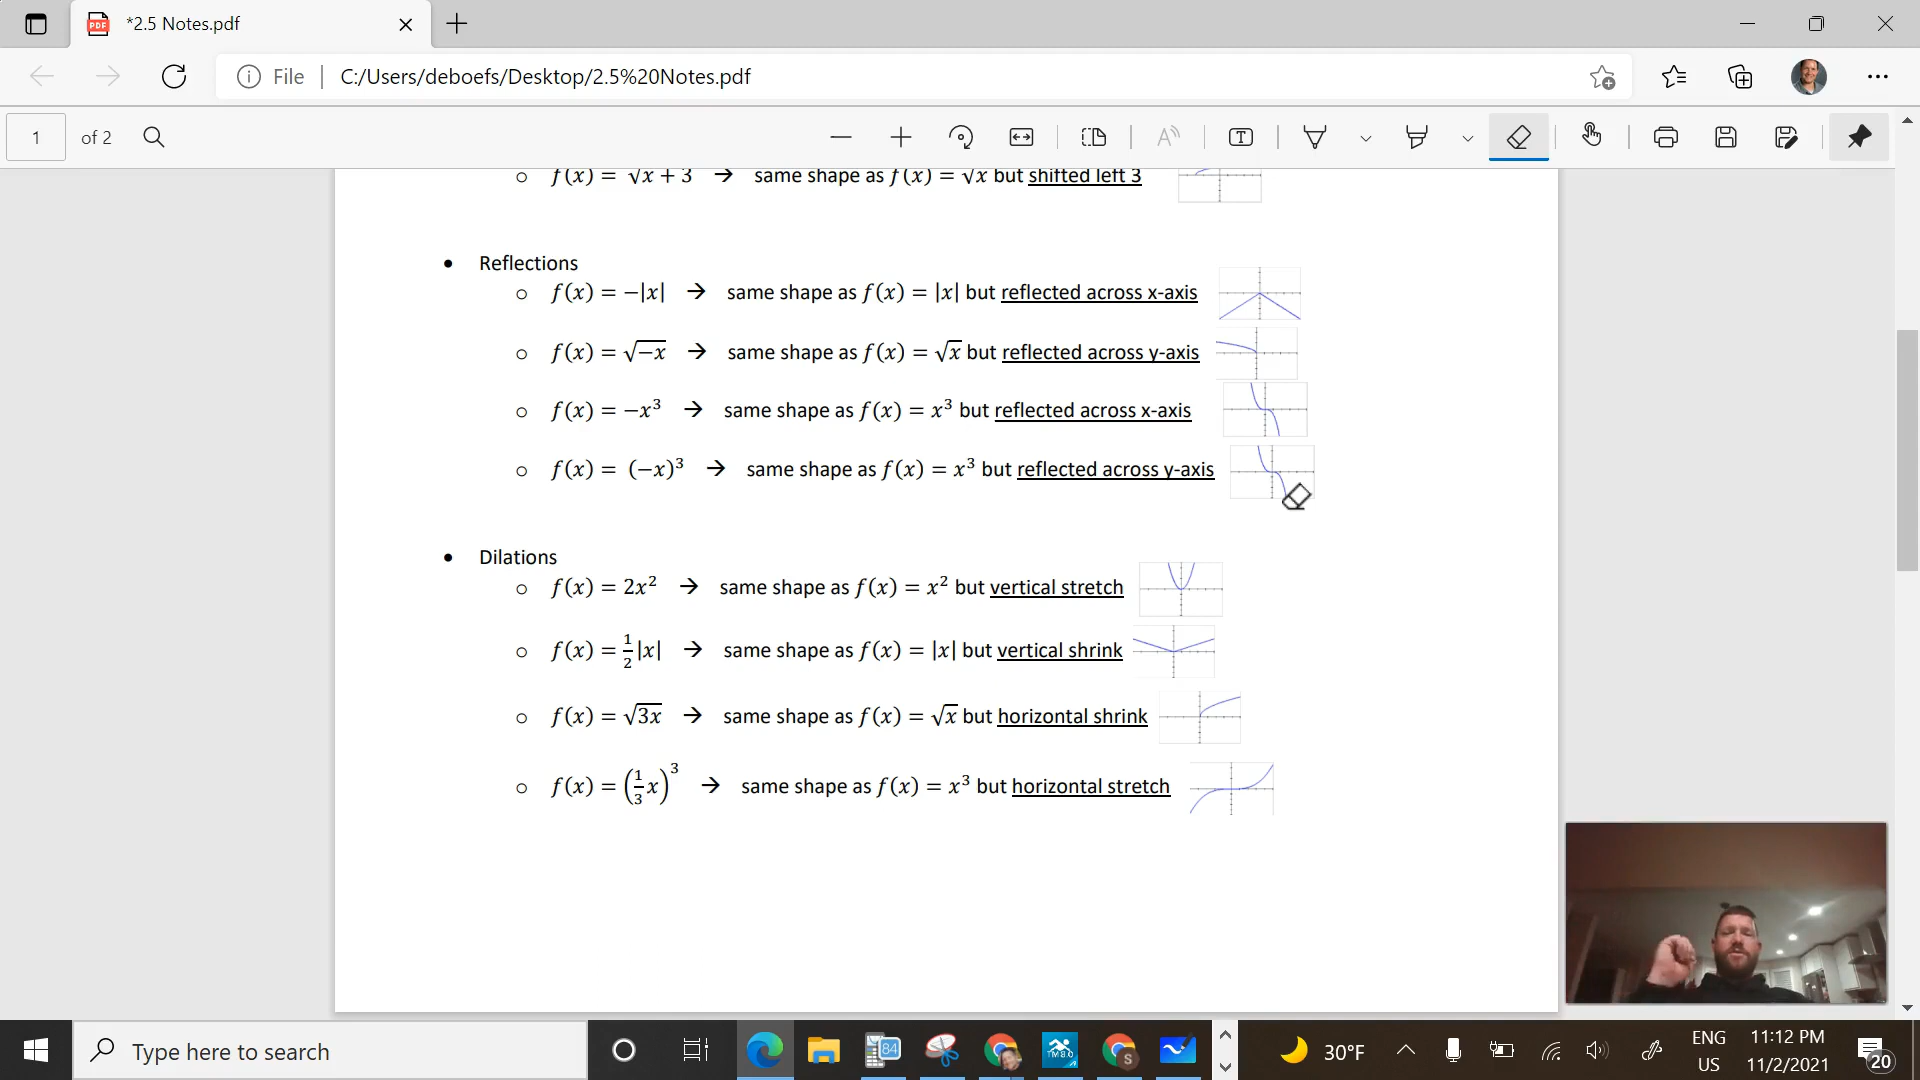 *2.5 Notes.pdf
File | C:/Users/deboefs/Desktop/2.5%20Notes.pdf
1 of 2
○ f(x) = √x + 3 → same shape as f(x) = √x but shifted left 3
• Reflections
○ f(x) = −|x| → same shape as f(x) = |x| but reflected across x-axis
○ f(x) = √−x → same shape as f(x) = √x but reflected across y-axis
○ f(x) = −x³ → same shape as f(x) = x³ but reflected across x-axis
○ f(x) = (−x)³ → same shape as f(x) = x³ but reflected across y-axis
• Dilations
○ f(x) = 2x² → same shape as f(x) = x² but vertical stretch
○ f(x) = ½|x| → same shape as f(x) = |x| but vertical shrink
○ f(x) = √3x → same shape as f(x) = √x but horizontal shrink
○ f(x) = (⅓x)³ → same shape as f(x) = x³ but horizontal stretch
Type here to search
84
TM 8.0
S
30°F
ENG
US
11:12 PM
11/2/2021
20